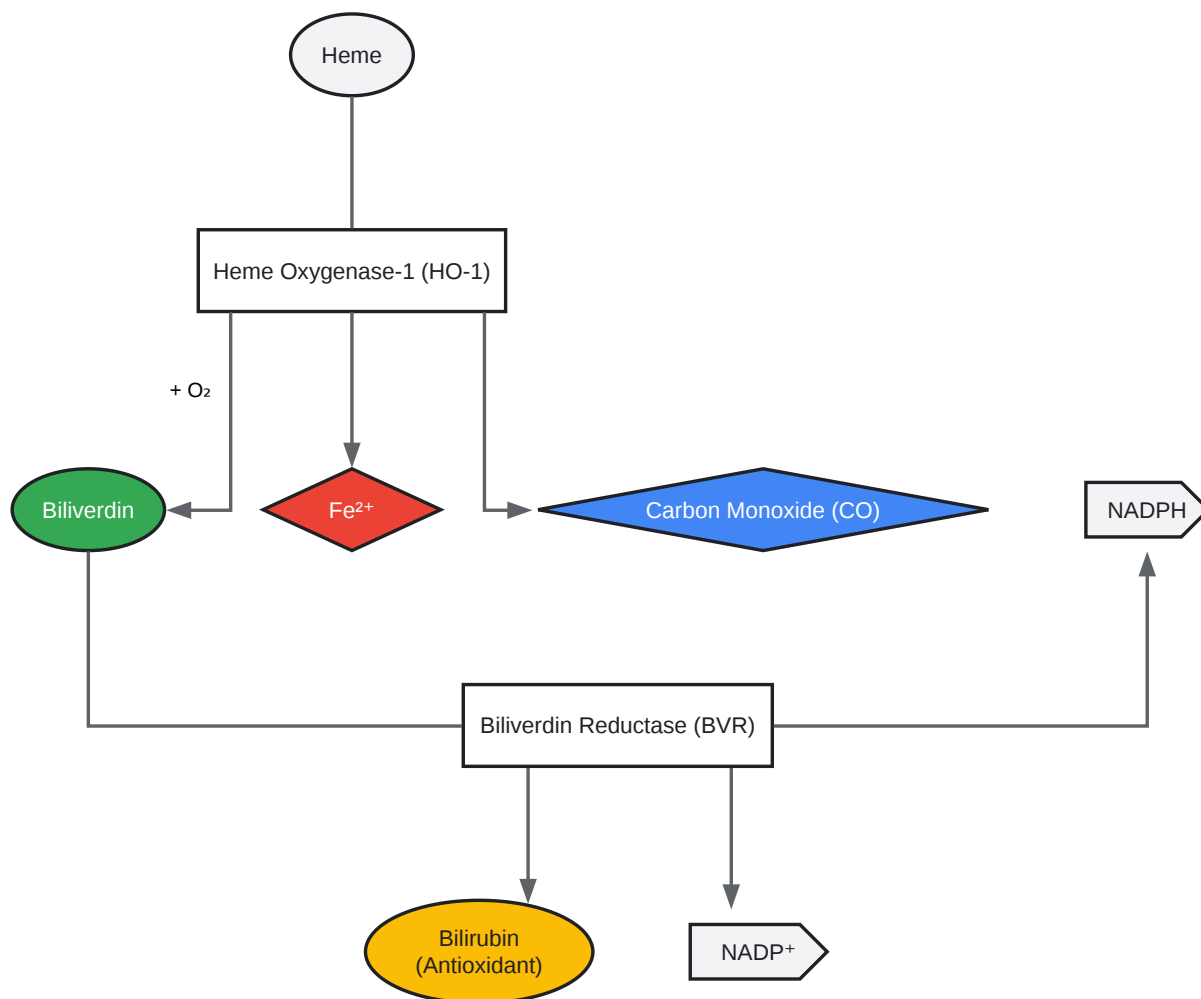 Heme
Heme Oxygenase-1 (HO-1)
+ O₂
Biliverdin
Fe²⁺
Carbon Monoxide (CO)
NADPH
Biliverdin Reductase (BVR)
Bilirubin
(Antioxidant)
NADP⁺